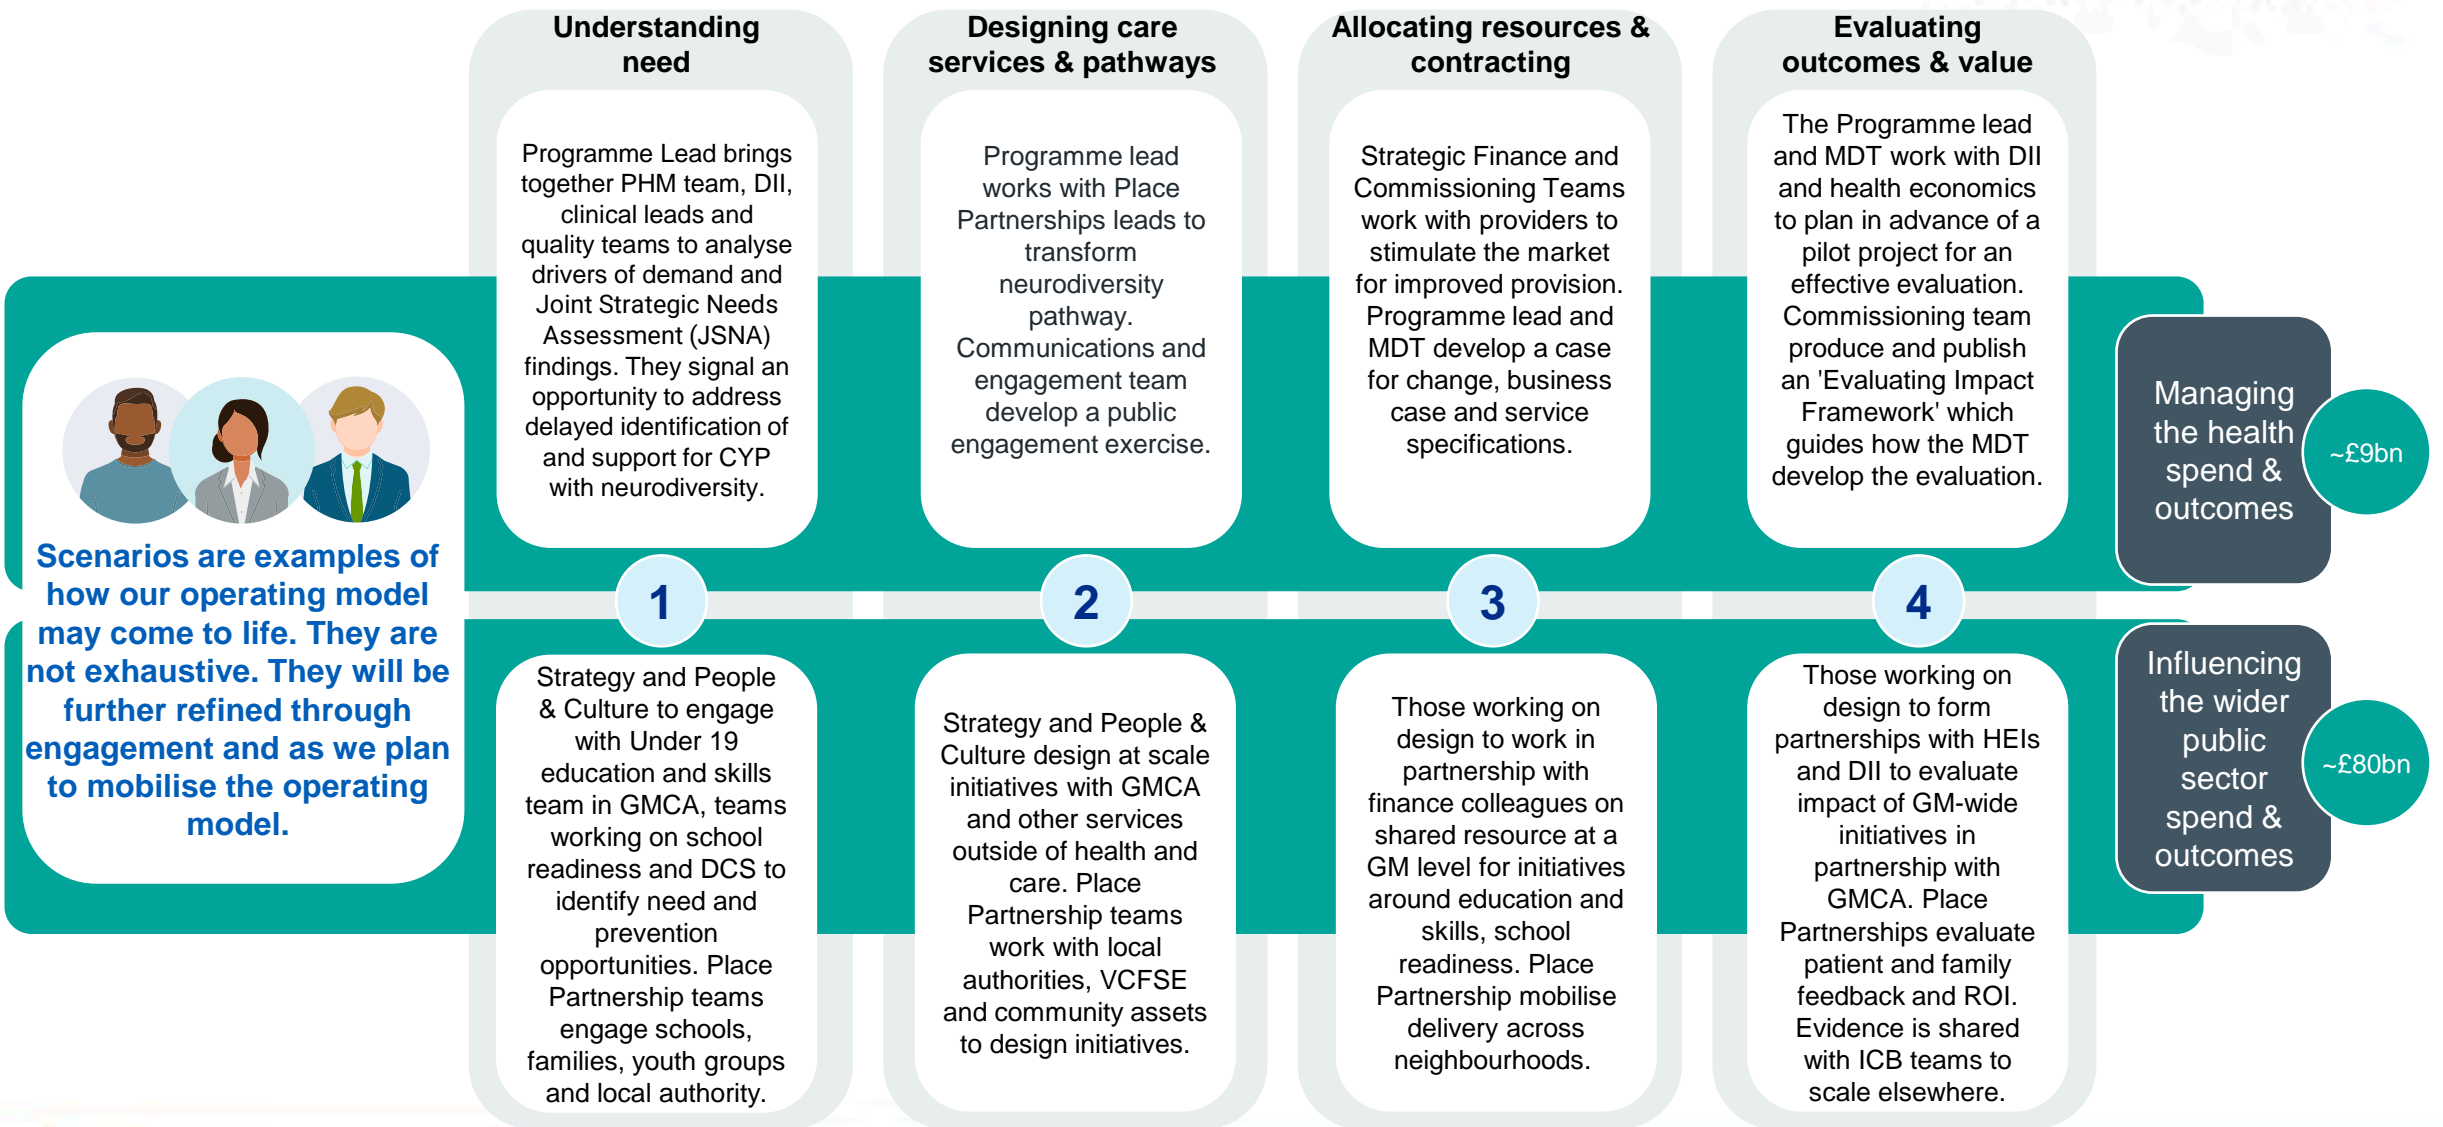 Understanding
need
Designing care
services & pathways
Allocating resources &
contracting
Evaluating
outcomes & value
Programme Lead brings
together PHM team, DII,
clinical leads and
quality teams to analyse
drivers of demand and
Joint Strategic Needs
Assessment (JSNA)
findings. They signal an
opportunity to address
delayed identification of
and support for CYP
with neurodiversity.
Programme lead
works with Place
Partnerships leads to
transform
neurodiversity
pathway.
Communications and
engagement team
develop a public
engagement exercise.
Strategic Finance and
Commissioning Teams
work with providers to
stimulate the market
for improved provision.
Programme lead and
MDT develop a case
for change, business
case and service
specifications.
The Programme lead
and MDT work with DII
and health economics
to plan in advance of a
pilot project for an
effective evaluation.
Commissioning team
produce and publish
an 'Evaluating Impact
Framework' which
guides how the MDT
develop the evaluation.
Managing
the health
spend &
outcomes
~£9bn
Scenarios are examples of
how our operating model
may come to life. They are
not exhaustive. They will be
further refined through
engagement and as we plan
to mobilise the operating
model.
1
2
3
4
Strategy and People
& Culture to engage
with Under 19
education and skills
team in GMCA, teams
working on school
readiness and DCS to
identify need and
prevention
opportunities. Place
Partnership teams
engage schools,
families, youth groups
and local authority.
Strategy and People &
Culture design at scale
initiatives with GMCA
and other services
outside of health and
care. Place
Partnership teams
work with local
authorities, VCFSE
and community assets
to design initiatives.
Those working on
design to work in
partnership with
finance colleagues on
shared resource at a
GM level for initiatives
around education and
skills, school
readiness. Place
Partnership mobilise
delivery across
neighbourhoods.
Those working on
design to form
partnerships with HEIs
and DII to evaluate
impact of GM-wide
initiatives in
partnership with
GMCA. Place
Partnerships evaluate
patient and family
feedback and ROI.
Evidence is shared
with ICB teams to
scale elsewhere.
Influencing
the wider
public
sector
spend &
outcomes
~£80bn